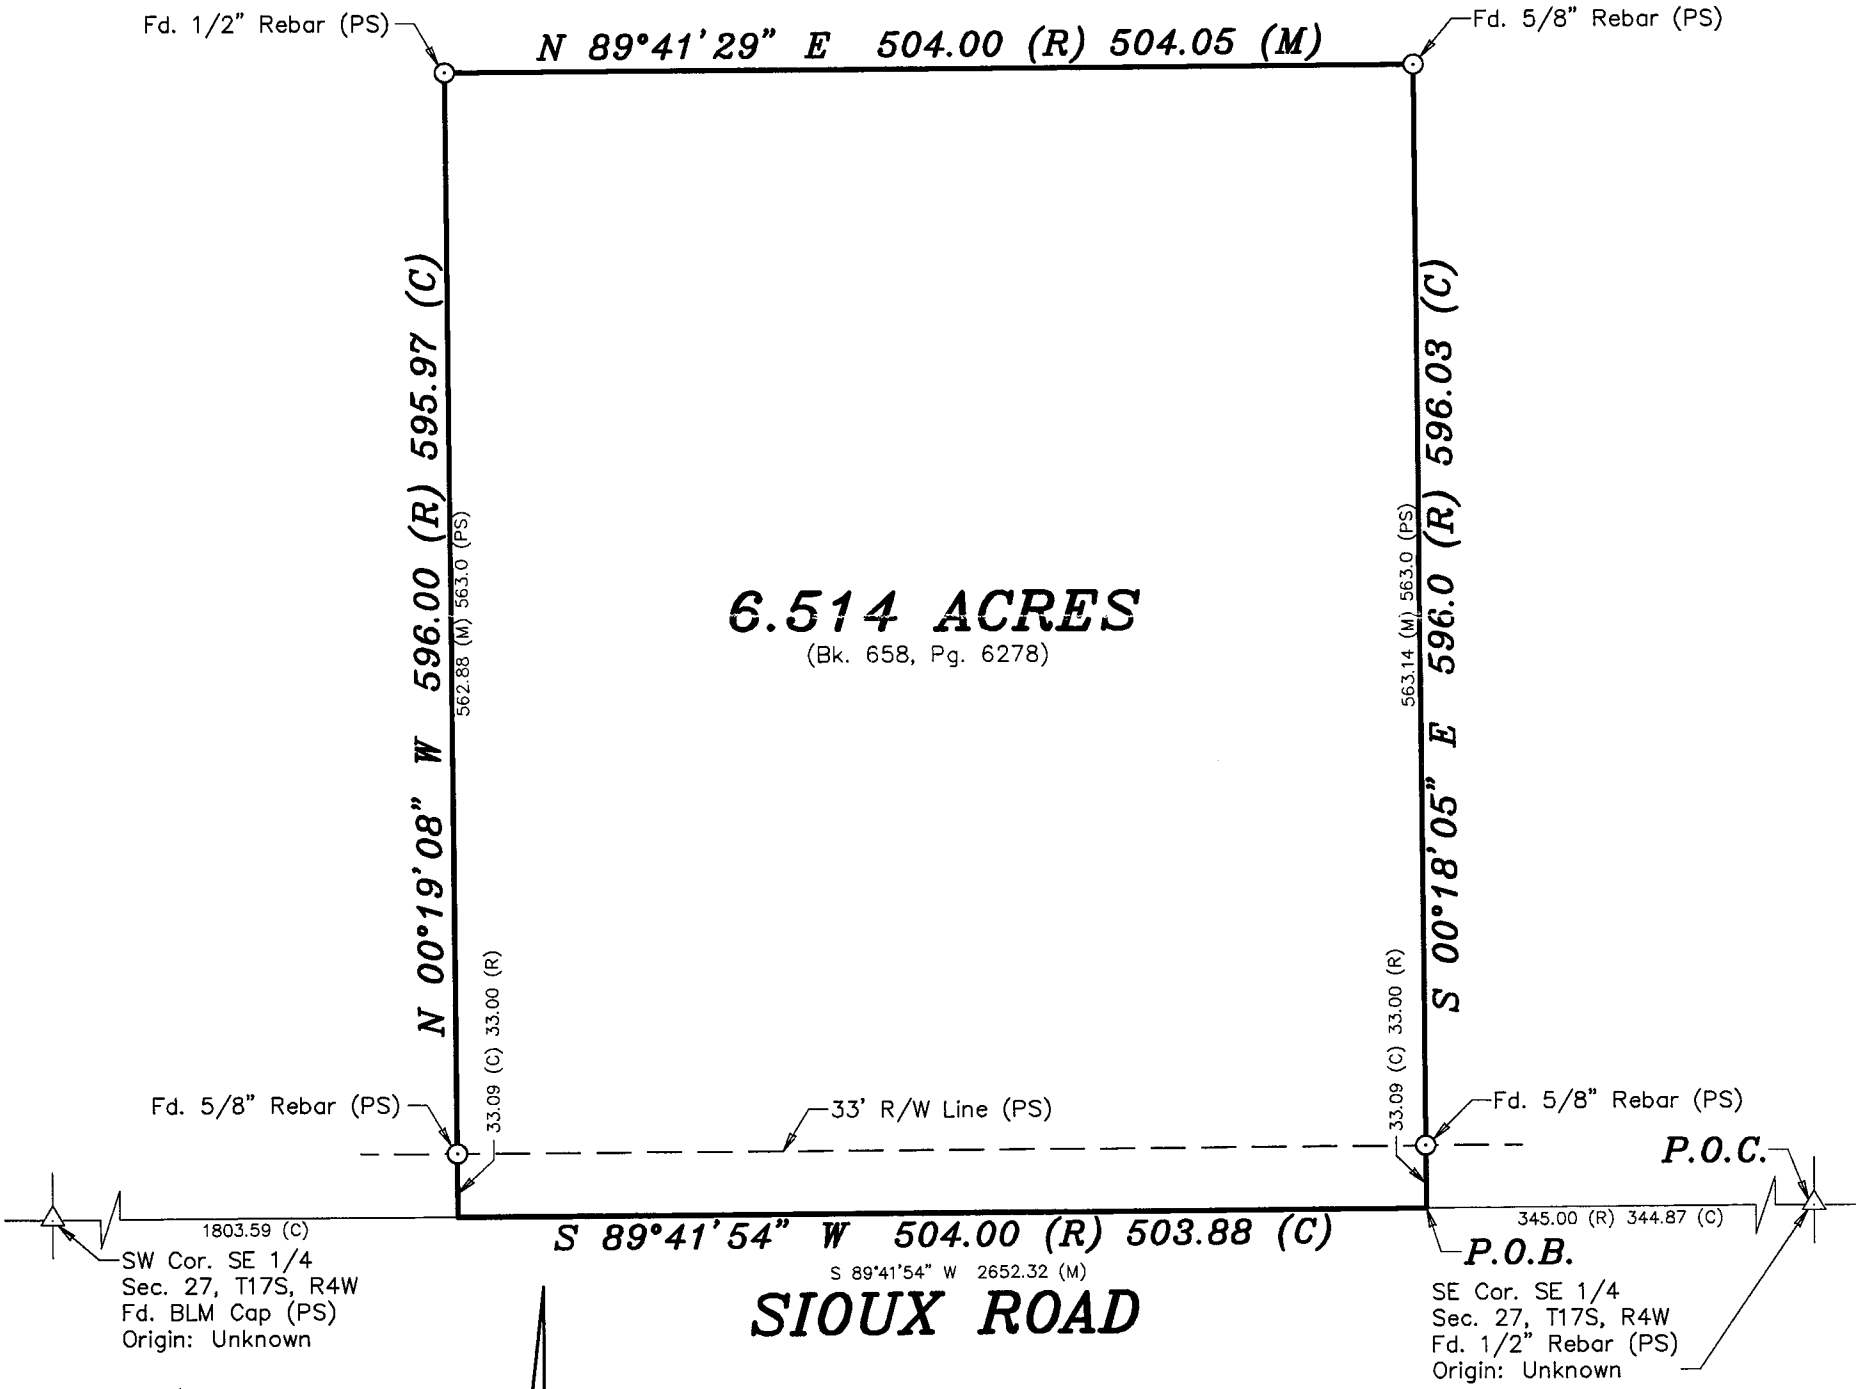 Fd. 1/2" Rebar (PS)
Fd. 5/8" Rebar (PS)
N 89°41'29" E 504.00 (R) 504.05 (M)
N 00°19'08" W 596.00 (R) 595.97 (C)
562.88 (M) 563.0 (PS)
6.514 ACRES
(Bk. 658, Pg. 6278)
563.14 (M) 563.0 (PS)
S 00°18'05" E 596.0 (R) 596.03 (C)
33.09 (C) 33.00 (R)
33.09 (C) 33.00 (R)
Fd. 5/8" Rebar (PS)
33' R/W Line (PS)
Fd. 5/8" Rebar (PS)
P.O.C.
1803.59 (C)
S 89°41'54" W 504.00 (R) 503.88 (C)
345.00 (R) 344.87 (C)
P.O.B.
S 89°41'54" W 2652.32 (M)
SIOUX ROAD
SW Cor. SE 1/4
Sec. 27, T17S, R4W
Fd. BLM Cap (PS)
Origin: Unknown
SE Cor. SE 1/4
Sec. 27, T17S, R4W
Fd. 1/2" Rebar (PS)
Origin: Unknown